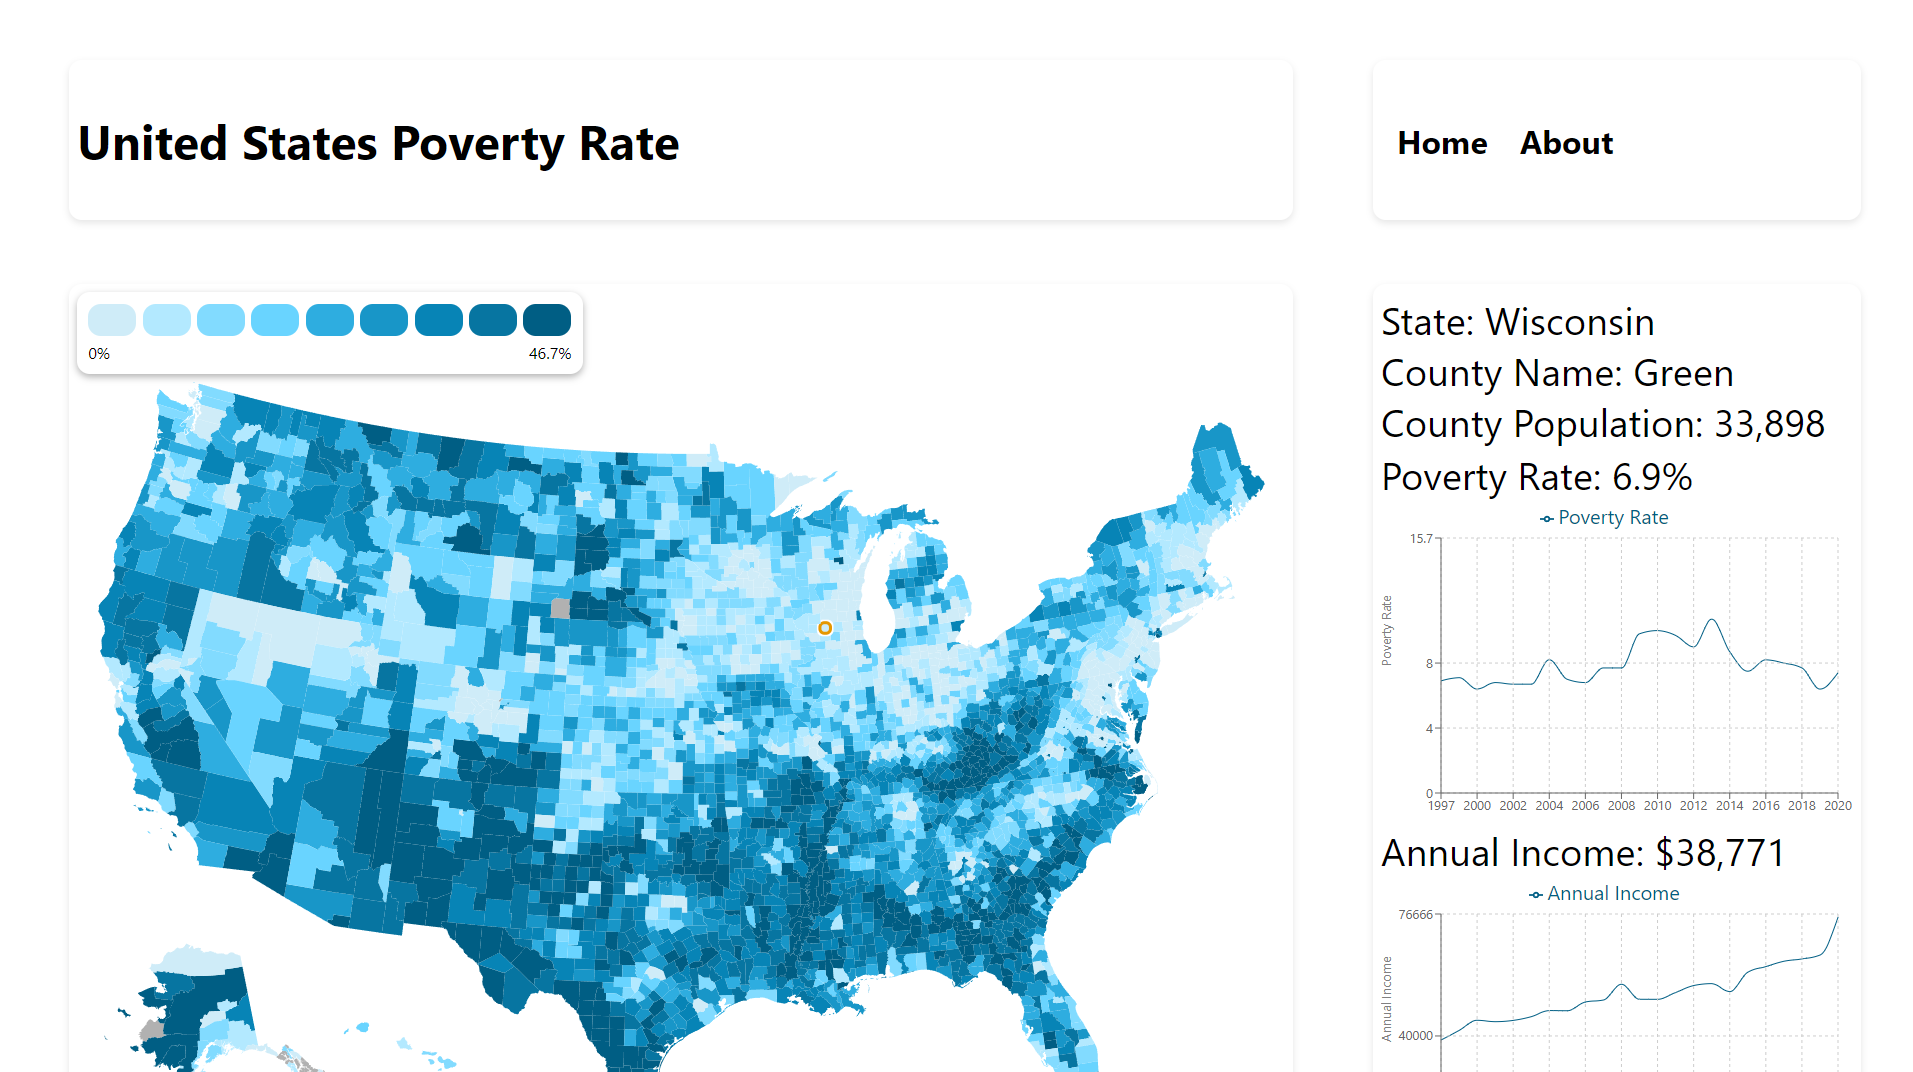 United States Poverty Rate
Home About
0% 46.7%
State: Wisconsin
County Name: Green
County Population: 33,898
Poverty Rate: 6.9%
Poverty Rate
15.7
8
4
0
Poverty Rate
1997 2000 2002 2004 2006 2008 2010 2012 2014 2016 2018 2020
Annual Income: $38,771
Annual Income
76666
40000
Annual Income